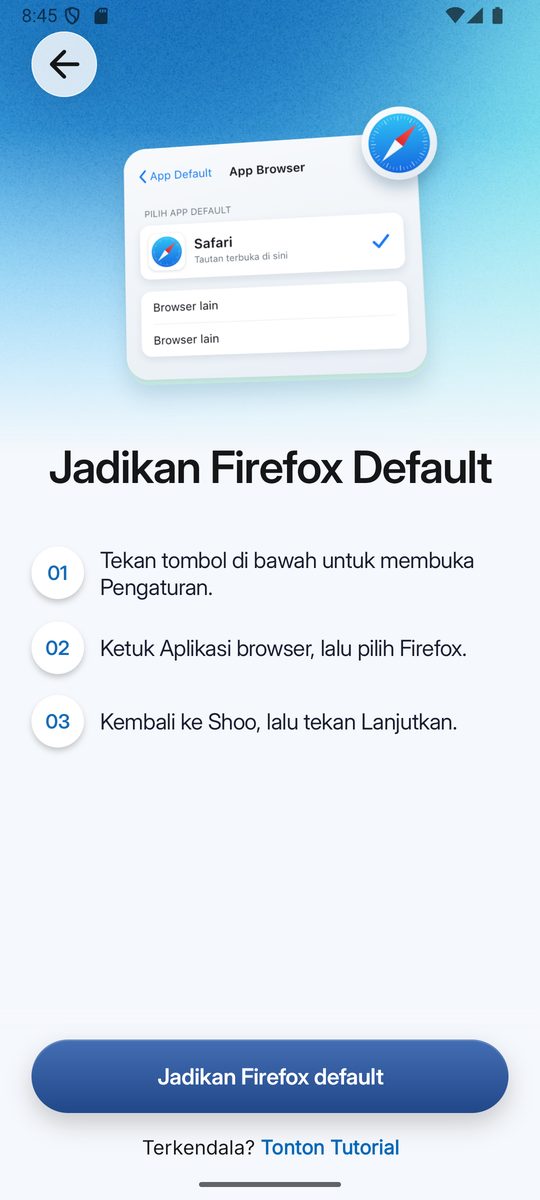 8:45
App Default
App Browser
PILIH APP DEFAULT
Safari
Tautan terbuka di sini
Browser lain
Browser lain
Jadikan Firefox Default
01
Tekan tombol di bawah untuk membuka
Pengaturan.
02
Ketuk Aplikasi browser, lalu pilih Firefox.
03
Kembali ke Shoo, lalu tekan Lanjutkan.
Jadikan Firefox default
Terkendala? Tonton Tutorial